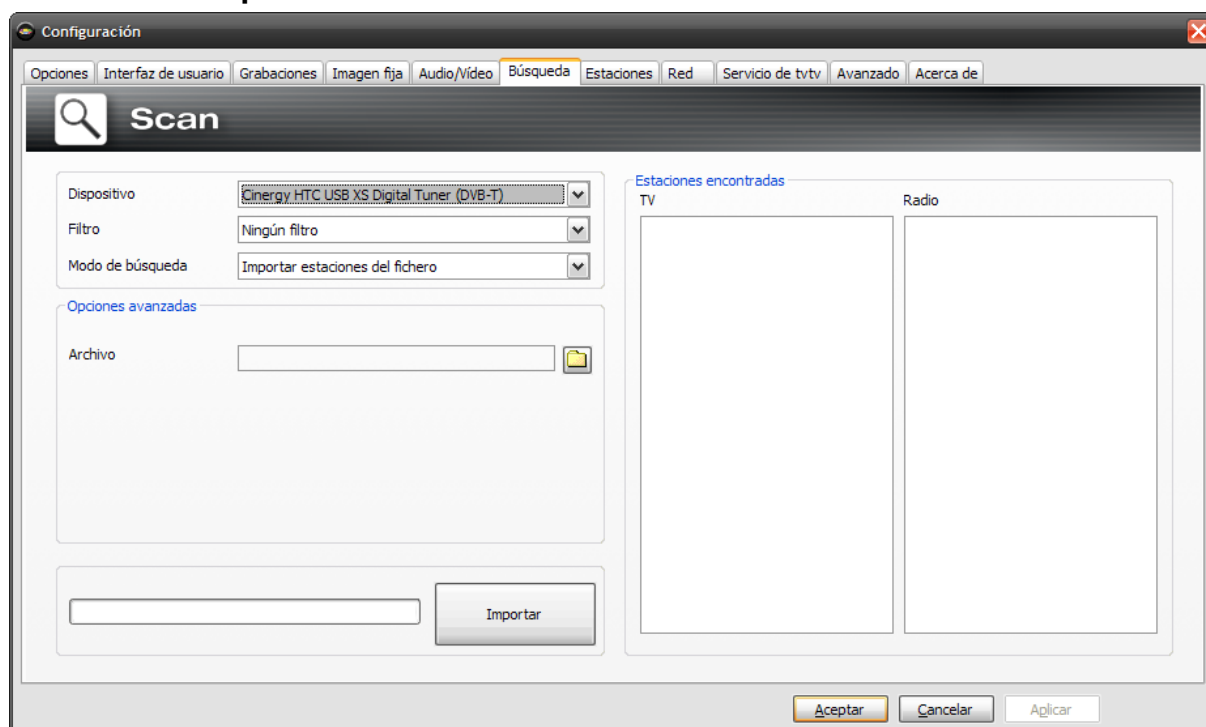 Configuración
Opciones Interfaz de usuario Grabaciones Imagen fija Audio/Vídeo Búsqueda Estaciones Red Servicio de tvtv Avanzado Acerca de
Scan
Dispositivo Cinergy HTC USB XS Digital Tuner (DVB-T)
Filtro Ningún filtro
Modo de búsqueda Importar estaciones del fichero
Opciones avanzadas
Archivo
Importar
Estaciones encontradas
TV Radio
Aceptar Cancelar Aplicar